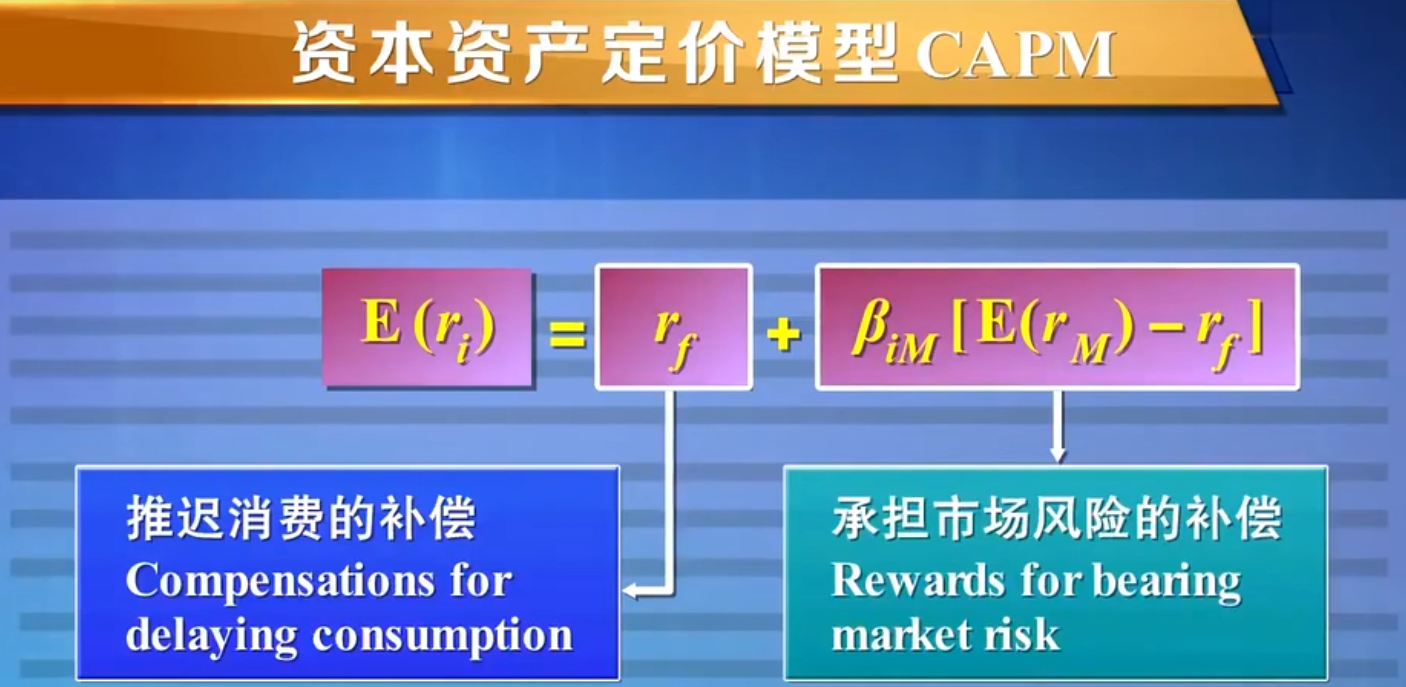 资本资产定价模型 CAPM
E(r_i) = r_f + β_iM [E(r_M) − r_f]
推迟消费的补偿
Compensations for
delaying consumption
承担市场风险的补偿
Rewards for bearing
market risk